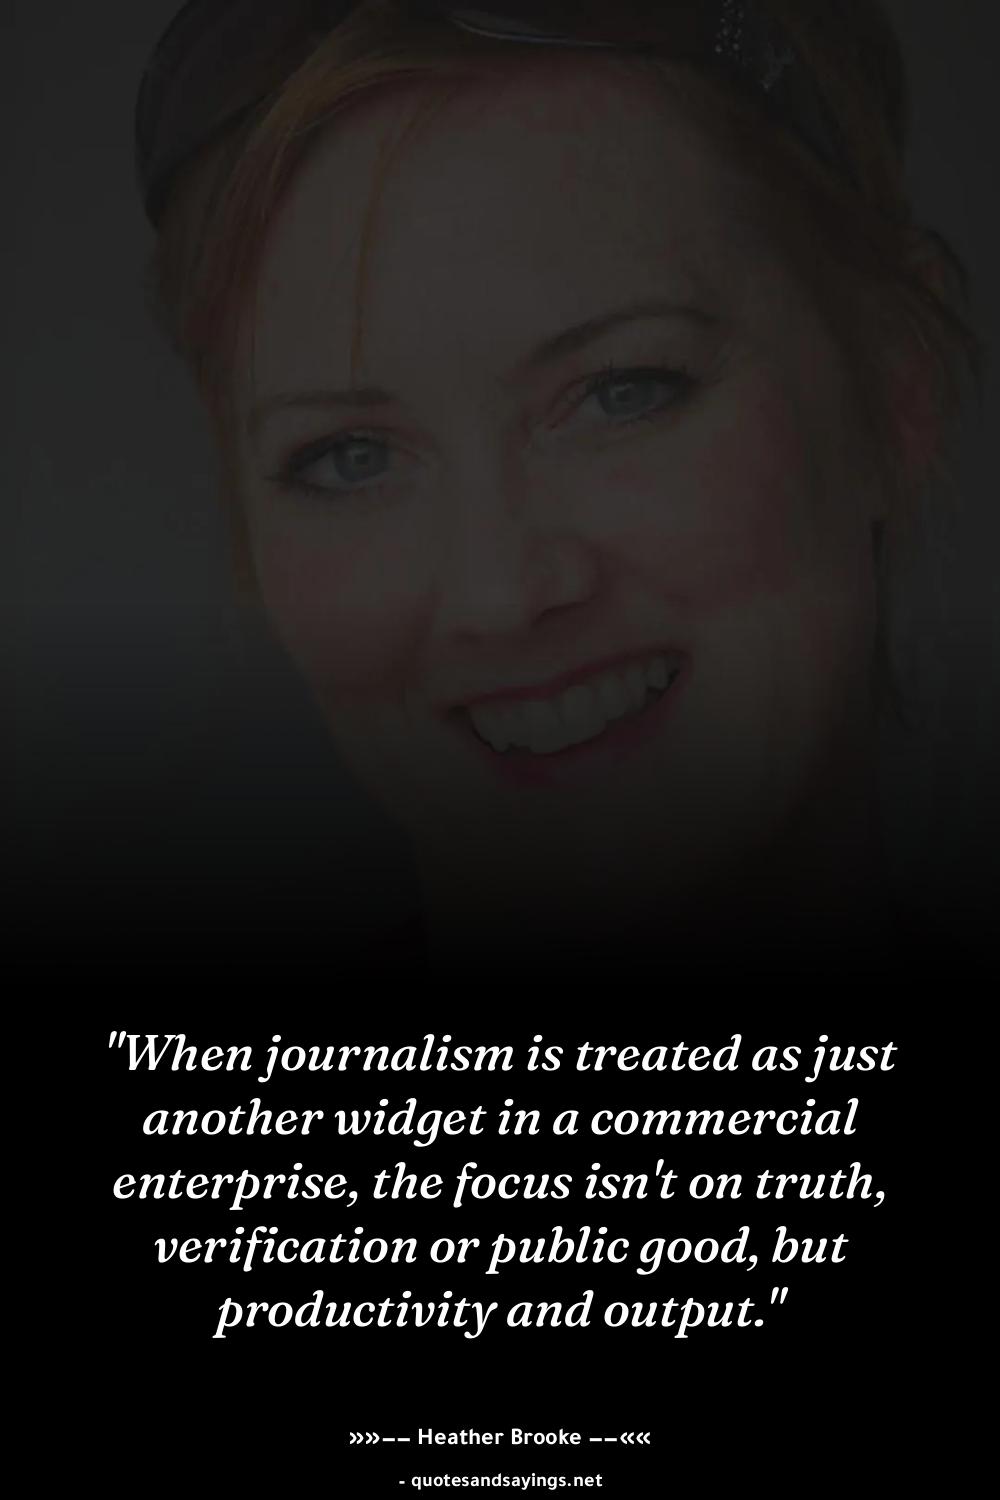 "When journalism is treated as just
another widget in a commercial
enterprise, the focus isn't on truth,
verification or public good, but
productivity and output."
»»–– Heather Brooke ––««
- quotesandsayings.net